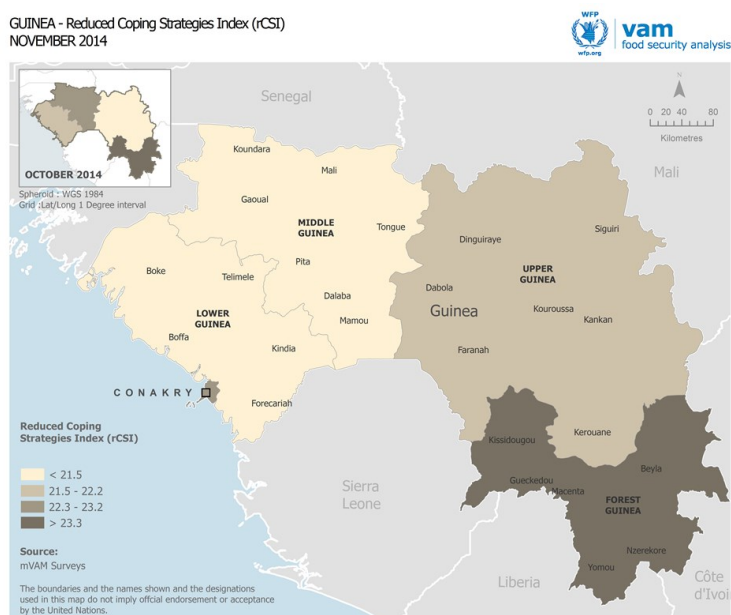 GUINEA - Reduced Coping Strategies Index (rCSI)
NOVEMBER 2014
WFP
wfp.org
vam
food security analysis
OCTOBER 2014
Spheroid : WGS 1984
Grid :Lat/Long 1 Degree interval
Senegal
N
0 20 40 80
Kilometres
Mali
Koundara
Mali
Gaoual
MIDDLE
GUINEA
Tongue
Siguiri
Dinguiraye
Pita
Boke
Telimele
UPPER
GUINEA
Dabola
Dalaba
Guinea
Kouroussa
Kankan
LOWER
GUINEA
Mamou
Boffa
Kindia
Faranah
CONAKRY
Forecariah
Kissidougou
Kerouane
Beyla
Gueckedou
Macenta
FOREST
GUINEA
Sierra
Leone
Nzerekore
Yomou
Liberia
Côte
d'Ivoi
Reduced Coping
Strategies Index (rCSI)
< 21.5
21.5 - 22.2
22.3 - 23.2
> 23.3
Source:
mVAM Surveys
The boundaries and the names shown and the designations
used in this map do not imply offcial endorsement or acceptance
by the United Nations.